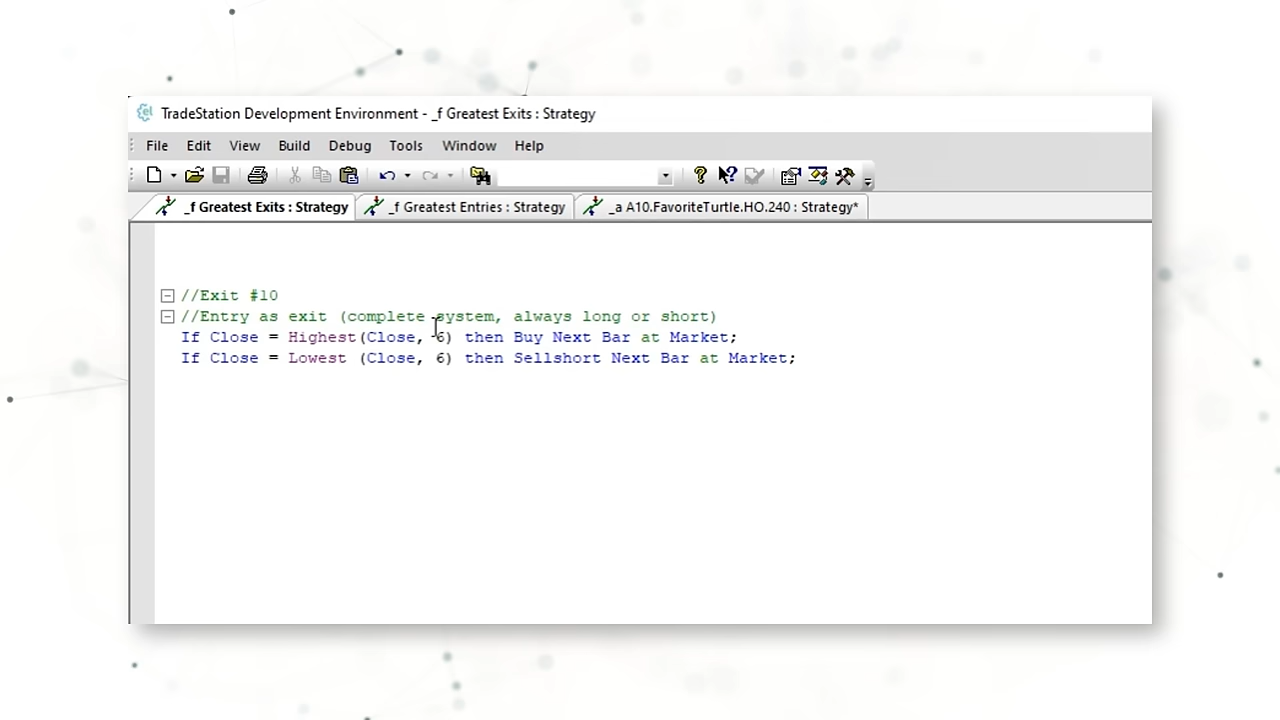 TradeStation Development Environment - _f Greatest Exits : Strategy
File Edit View Build Debug Tools Window Help
_f Greatest Exits : Strategy _f Greatest Entries : Strategy _a A10.FavoriteTurtle.HO.240 : Strategy*
//Exit #10
//Entry as exit (complete system, always long or short)
If Close = Highest(Close, 6) then Buy Next Bar at Market;
If Close = Lowest (Close, 6) then Sellshort Next Bar at Market;